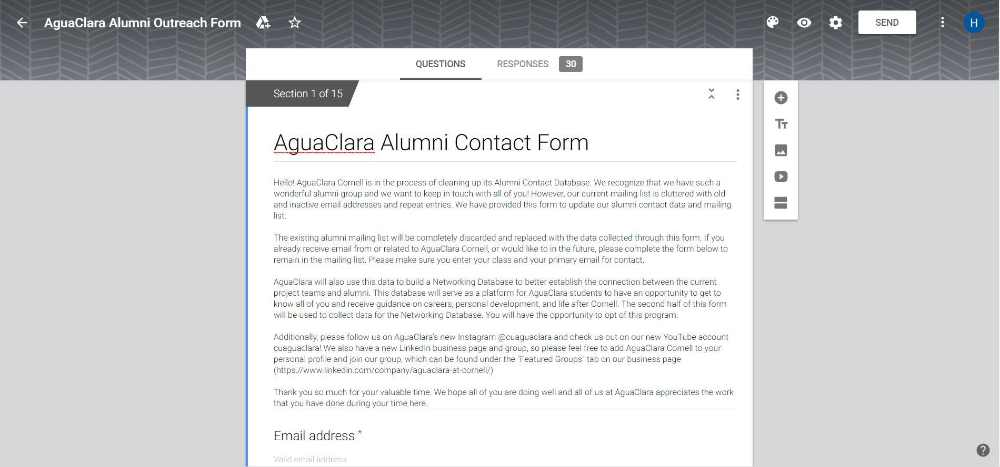 AguaClara Alumni Outreach Form
SEND
H
QUESTIONS
RESPONSES 30
Section 1 of 15
AguaClara Alumni Contact Form
Hello! AguaClara Cornell is in the process of cleaning up its Alumni Contact Database. We recognize that we have such a
wonderful alumni group and we want to keep in touch with all of you! However, our current mailing list is cluttered with old
and inactive email addresses and repeat entries. We have provided this form to update our alumni contact data and mailing
list.
The existing alumni mailing list will be completely discarded and replaced with the data collected through this form. If you
already receive email from or related to AguaClara Cornell, or would like to in the future, please complete the form below to
remain in the mailing list. Please make sure you enter your class and your primary email for contact.
AguaClara will also use this data to build a Networking Database to better establish the connection between the current
project teams and alumni. This database will serve as a platform for AguaClara students to have an opportunity to get to
know all of you and receive guidance on careers, personal development, and life after Cornell. The second half of this form
will be used to collect data for the Networking Database. You will have the opportunity to opt of this program.
Additionally, please follow us on AguaClara's new Instagram @cuaguaclara and check us out on our new YouTube account
cuaguaclara! We also have a new LinkedIn business page and group, so please feel free to add AguaClara Cornell to your
personal profile and join our group, which can be found under the "Featured Groups" tab on our business page
(https://www.linkedin.com/company/aguaclara-at-cornell/)
Thank you so much for your valuable time. We hope all of you are doing well and all of us at AguaClara appreciates the work
that you have done during your time here.
Email address *
Valid email address